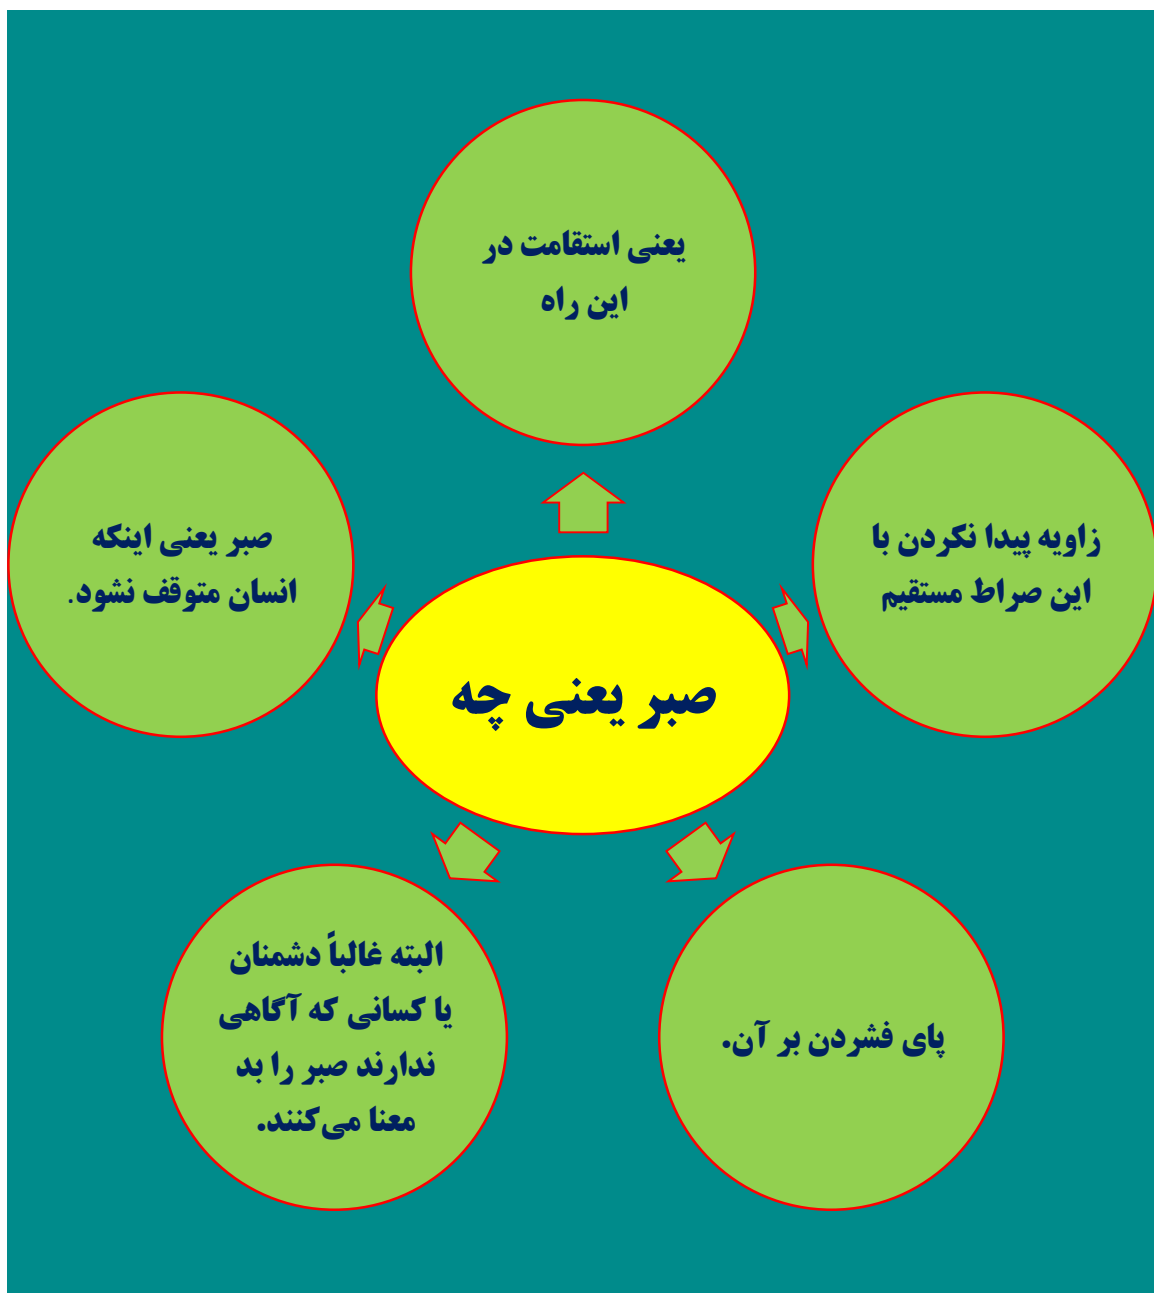 یعنی استقامت در
این راه
زاویه پیدا نکردن با
این صراط مستقیم
پای فشردن بر آن.
البته غالباً دشمنان
یا کسانی که آگاهی
ندارند صبر را بد
معنا می‌کنند.
صبر یعنی اینکه
انسان متوقف نشود.
صبر یعنی چه